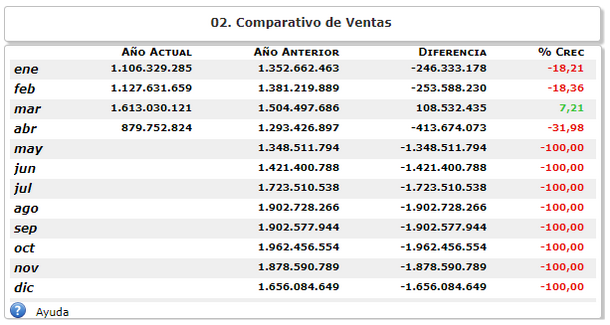 02. Comparativo de Ventas
Año Actual Año Anterior Diferencia % Crec
ene 1.106.329.285 1.352.662.463 -246.333.178 -18,21
feb 1.127.631.659 1.381.219.889 -253.588.230 -18,36
mar 1.613.030.121 1.504.497.686 108.532.435 7,21
abr 879.752.824 1.293.426.897 -413.674.073 -31,98
may 1.348.511.794 -1.348.511.794 -100,00
jun 1.421.400.788 -1.421.400.788 -100,00
jul 1.723.510.538 -1.723.510.538 -100,00
ago 1.902.728.266 -1.902.728.266 -100,00
sep 1.902.577.944 -1.902.577.944 -100,00
oct 1.962.456.554 -1.962.456.554 -100,00
nov 1.878.590.789 -1.878.590.789 -100,00
dic 1.656.084.649 -1.656.084.649 -100,00
? Ayuda